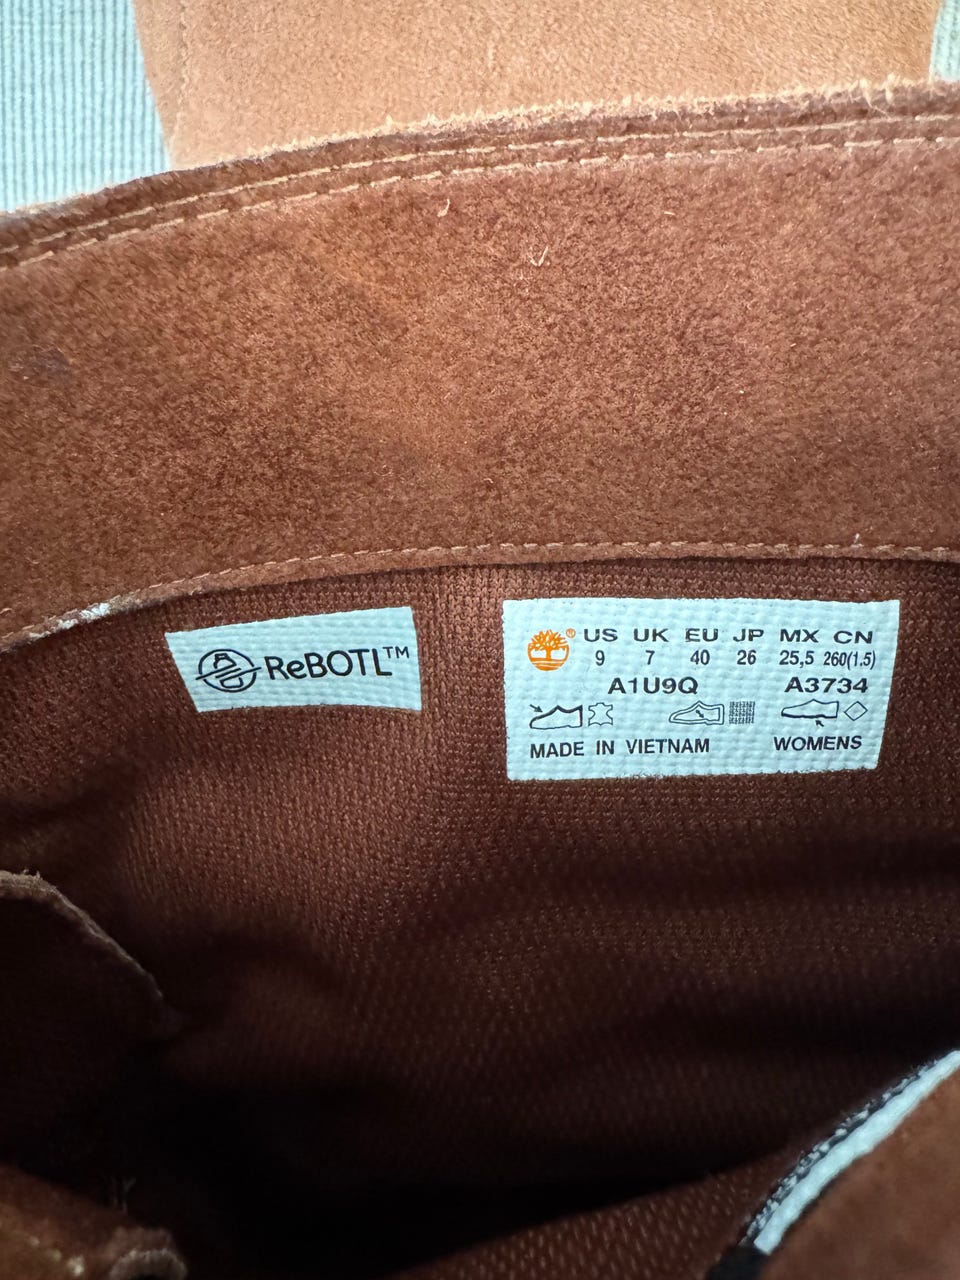 ReBOTL™
® US UK EU JP MX CN
9 7 40 26 25,5 260(1.5)
A1U9Q A3734
MADE IN VIETNAM WOMENS